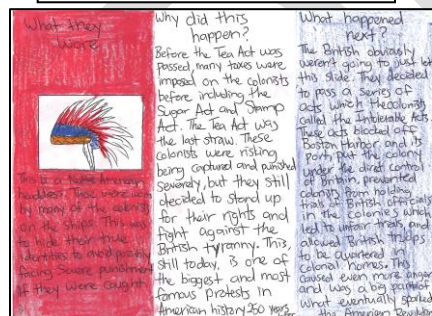 What they
Wore
This is a Native American
headdress. These were worn
by many of the colonists
on the ships. This was
to hide their true
identities to avoid possibly
facing severe punishment
if they were caught.
Why did this
happen?
Before the Tea Act was
passed, many taxes were
imposed on the colonists
before including the
Sugar Act and Stamp
Act. The Tea Act was
the last straw. These
colonists were risking
being captured and punished
severely, but they still
decided to stand up
for their rights and
fight against the
British tyranny. This,
still today, is one of
the biggest and most
famous protests in
American history 250 years
What happened
next?
The British obviously
weren't going to just let
this slide. They decided
to pass a series of
acts which the colonists
called the Intolerable Acts.
These acts blocked off
Boston Harbor and its
Port, put the colony
under the direct control
of Britain, prevented
colonists from holding
trials of British officials
in the colonies which
led to unfair trials, and
allowed British troops
to be quartered in
colonial homes. This
caused even more anger
and was a big part of
what eventually sparked
the American Revolution